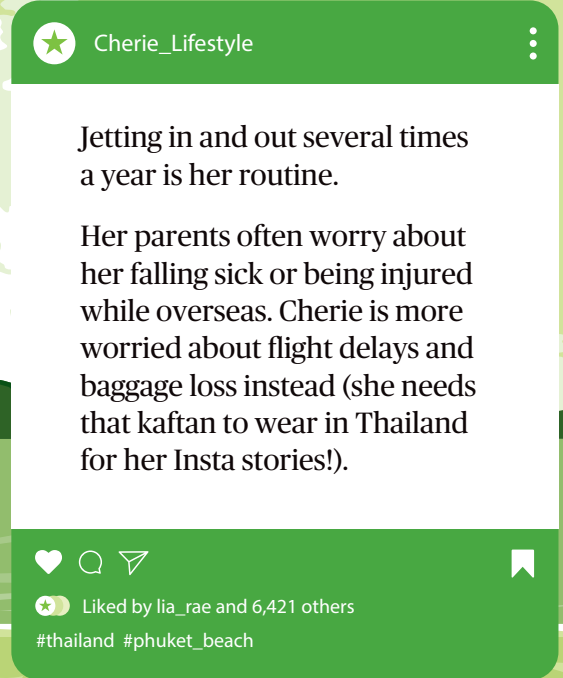 Cherie_Lifestyle
Jetting in and out several times
a year is her routine.
Her parents often worry about
her falling sick or being injured
while overseas. Cherie is more
worried about flight delays and
baggage loss instead (she needs
that kaftan to wear in Thailand
for her Insta stories!).
Liked by lia_rae and 6,421 others
#thailand #phuket_beach